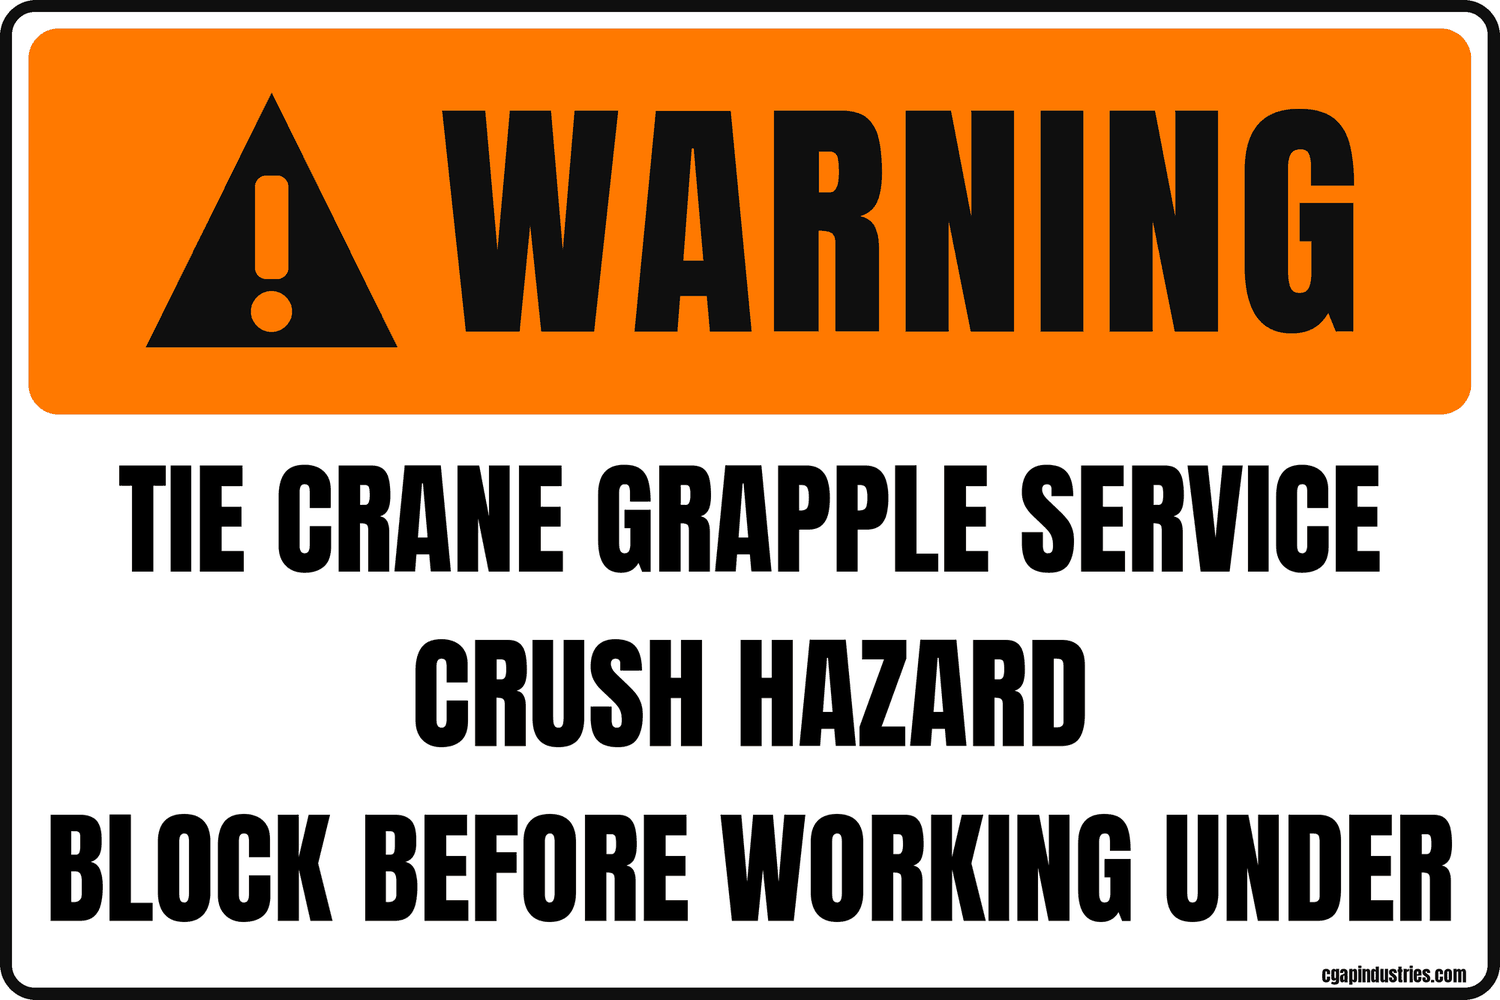 WARNING
TIE CRANE GRAPPLE SERVICE
CRUSH HAZARD
BLOCK BEFORE WORKING UNDER
cgapindustries.com